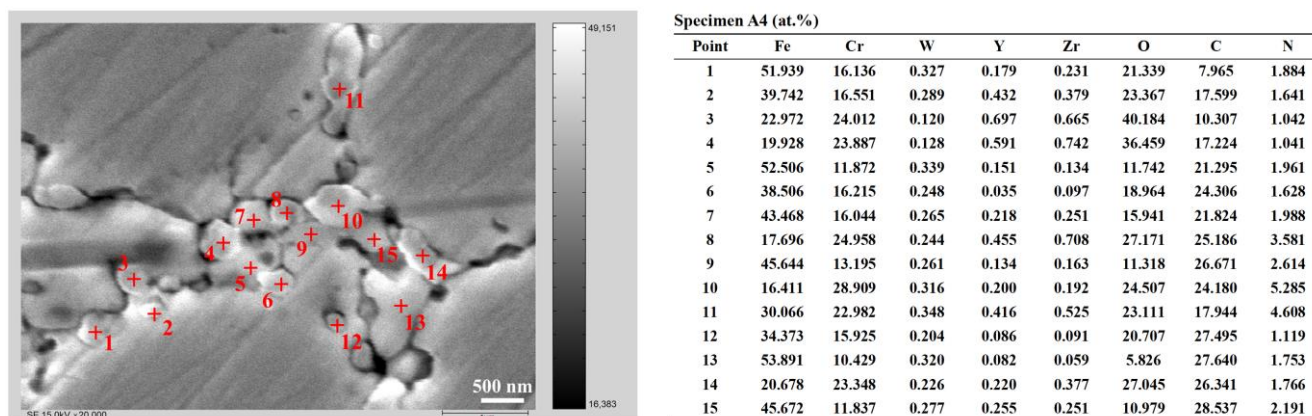 49,151
11
8
7
10
4
9
15
3
14
5
6
2
13
12
1
500 nm
16,383
SE 15.0kV x20,000
Specimen A4 (at.%)
Point Fe Cr W Y Zr O C N
1 51.939 16.136 0.327 0.179 0.231 21.339 7.965 1.884
2 39.742 16.551 0.289 0.432 0.379 23.367 17.599 1.641
3 22.972 24.012 0.120 0.697 0.665 40.184 10.307 1.042
4 19.928 23.887 0.128 0.591 0.742 36.459 17.224 1.041
5 52.506 11.872 0.339 0.151 0.134 11.742 21.295 1.961
6 38.506 16.215 0.248 0.035 0.097 18.964 24.306 1.628
7 43.468 16.044 0.265 0.218 0.251 15.941 21.824 1.988
8 17.696 24.958 0.244 0.455 0.708 27.171 25.186 3.581
9 45.644 13.195 0.261 0.134 0.163 11.318 26.671 2.614
10 16.411 28.909 0.316 0.200 0.192 24.507 24.180 5.285
11 30.066 22.982 0.348 0.416 0.525 23.111 17.944 4.608
12 34.373 15.925 0.204 0.086 0.091 20.707 27.495 1.119
13 53.891 10.429 0.320 0.082 0.059 5.826 27.640 1.753
14 20.678 23.348 0.226 0.220 0.377 27.045 26.341 1.766
15 45.672 11.837 0.277 0.255 0.251 10.979 28.537 2.191